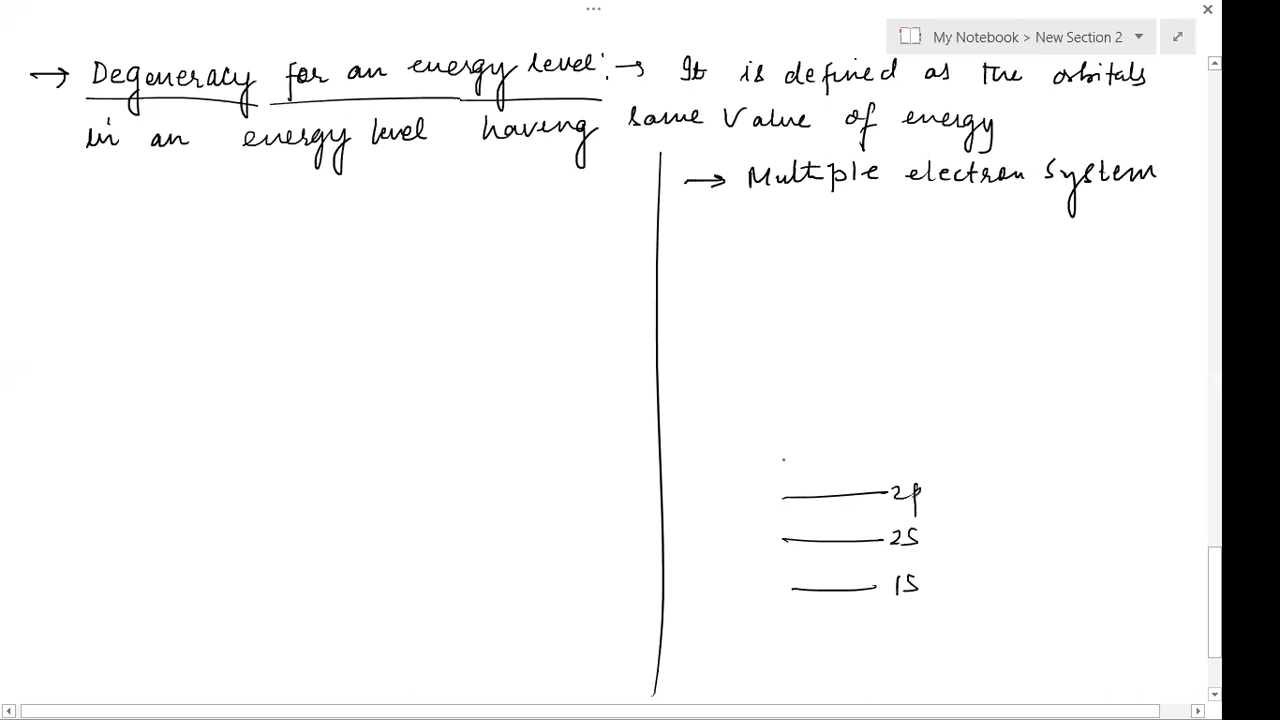 My Notebook > New Section 2
→ Degeneracy for an energy level: → It is defined as the orbitals
in an energy level having same value of energy
→ Multiple electron system
2p
2S
1S